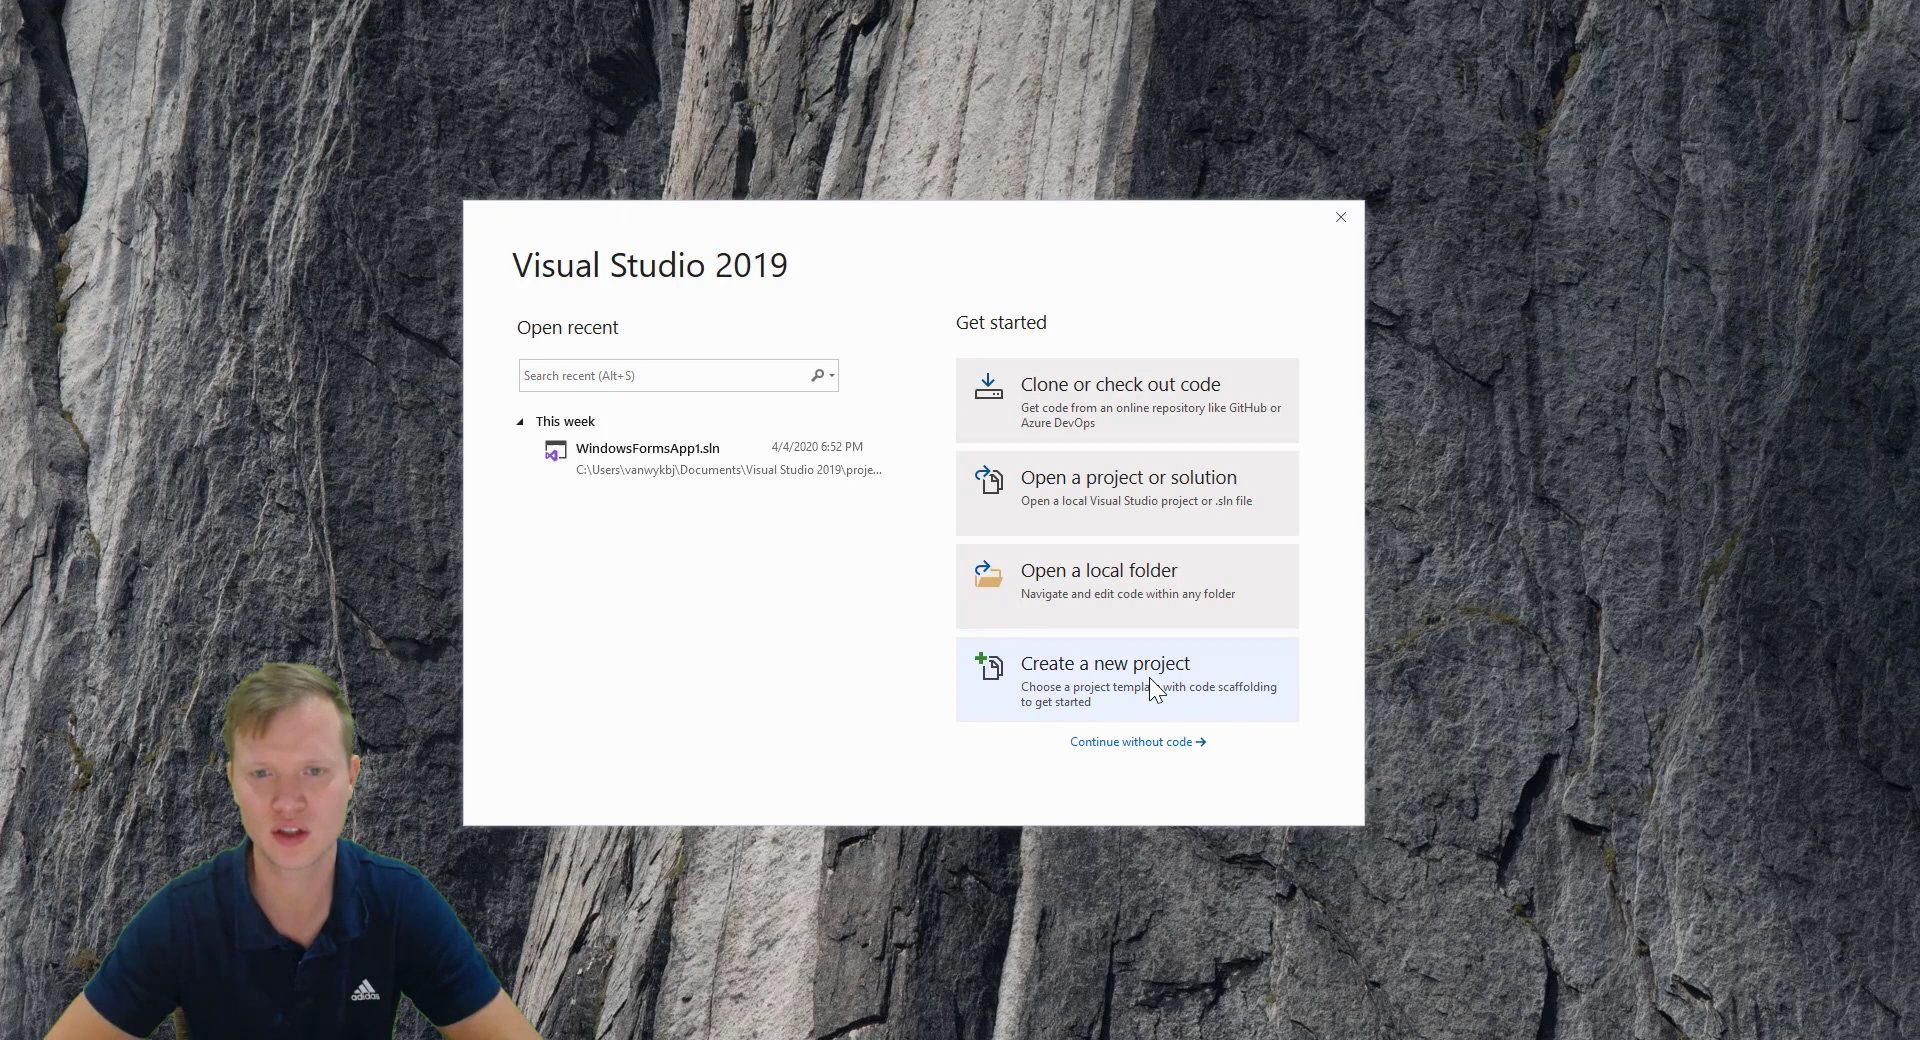 Visual Studio 2019
Open recent
Search recent (Alt+S)
This week
WindowsFormsApp1.sln 4/4/2020 6:52 PM
C:\Users\vanwykbj\Documents\Visual Studio 2019\proje...
Get started
Clone or check out code
Get code from an online repository like GitHub or
Azure DevOps
Open a project or solution
Open a local Visual Studio project or .sln file
Open a local folder
Navigate and edit code within any folder
Create a new project
Choose a project templa with code scaffolding
to get started
Continue without code →
adidas